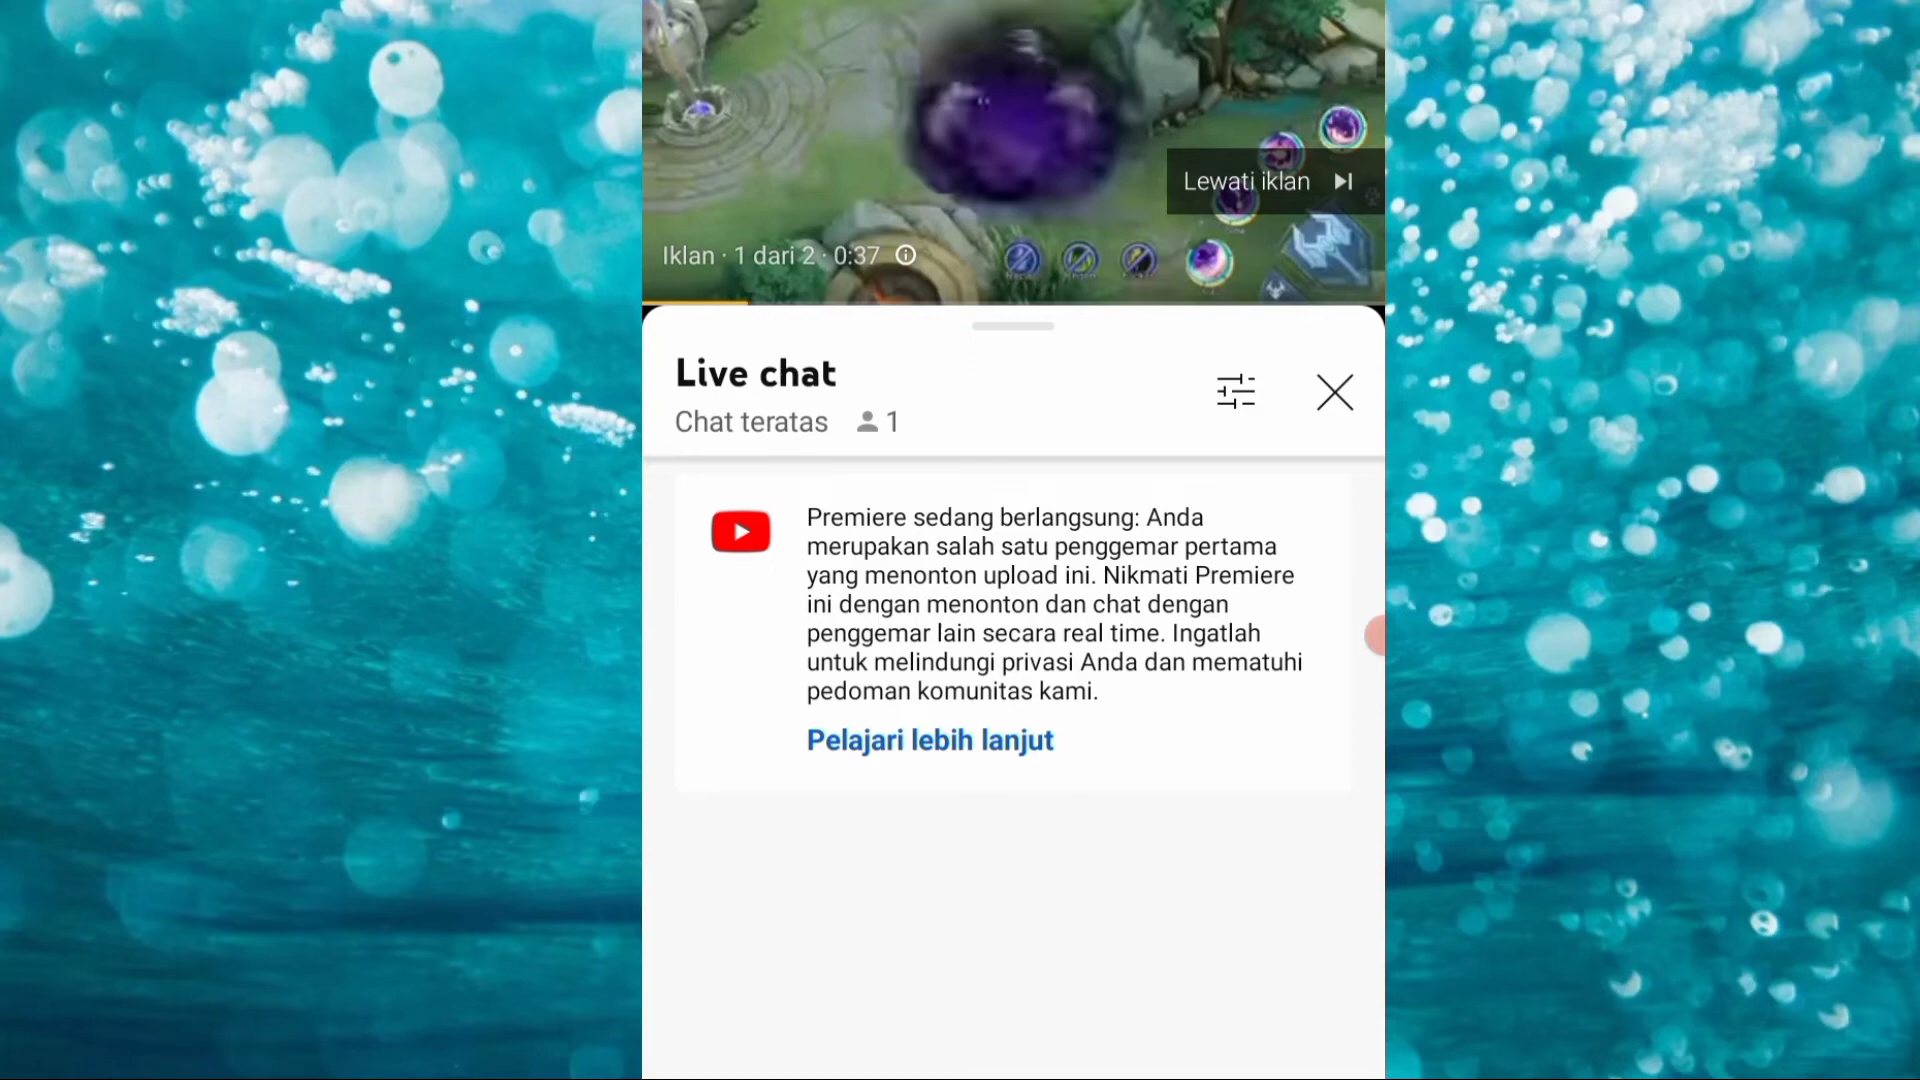 Lewati iklan
Iklan · 1 dari 2 · 0:37
Live chat
Chat teratas 1
Premiere sedang berlangsung: Anda
merupakan salah satu penggemar pertama
yang menonton upload ini. Nikmati Premiere
ini dengan menonton dan chat dengan
penggemar lain secara real time. Ingatlah
untuk melindungi privasi Anda dan mematuhi
pedoman komunitas kami.
Pelajari lebih lanjut